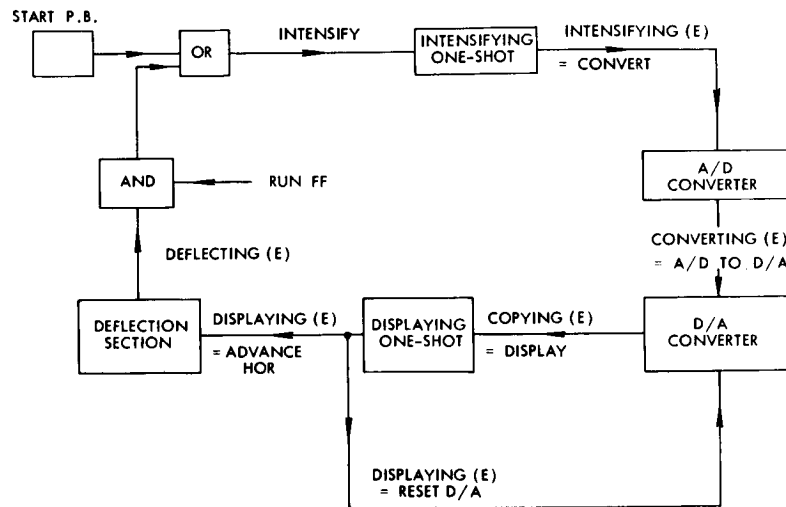 START P.B.
OR
INTENSIFY
INTENSIFYING
ONE-SHOT
INTENSIFYING (E)
= CONVERT
A/D
CONVERTER
AND
RUN FF
CONVERTING (E)
= A/D TO D/A
DEFLECTING (E)
DEFLECTION
SECTION
DISPLAYING (E)
= ADVANCE
HOR
DISPLAYING
ONE-SHOT
COPYING (E)
= DISPLAY
D/A
CONVERTER
DISPLAYING (E)
= RESET D/A